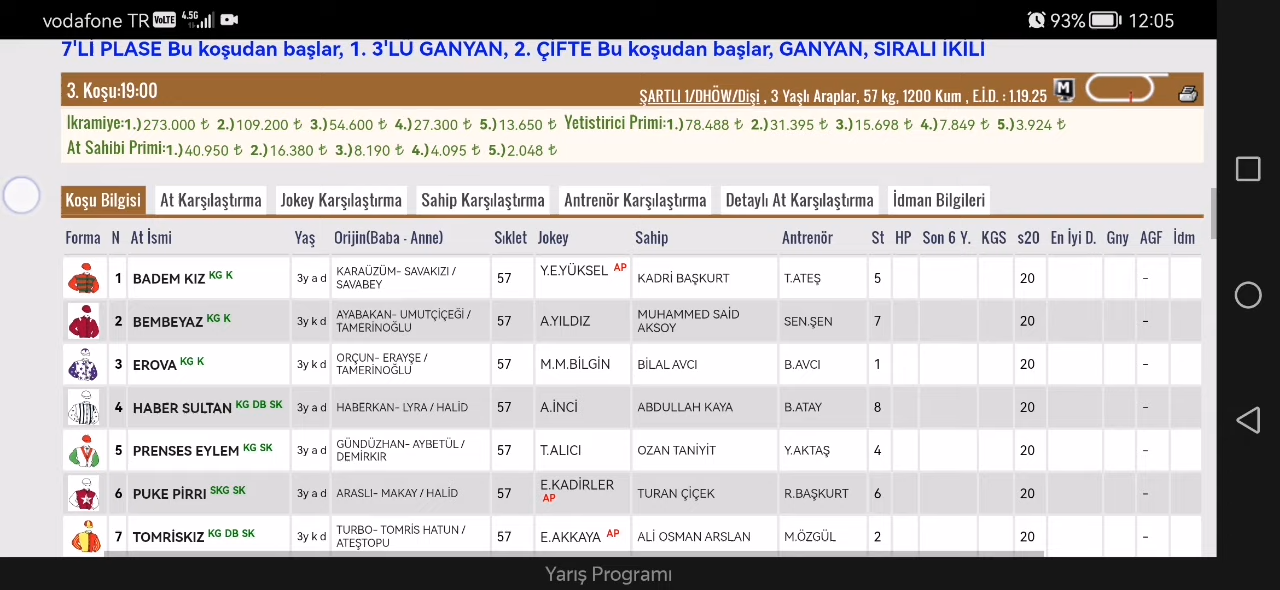 vodafone TR VoLTE 4.5G 93% 12:05
7'Lİ PLASE Bu koşudan başlar, 1. 3'LÜ GANYAN, 2. ÇİFTE Bu koşudan başlar, GANYAN, SIRALI İKİLİ
3. Koşu:19:00 ŞARTLI 1/DHÖW/Dişi , 3 Yaşlı Araplar, 57 kg, 1200 Kum , E.İ.D. : 1.19.25 M
Ikramiye:1.)273.000 ₺ 2.)109.200 ₺ 3.)54.600 ₺ 4.)27.300 ₺ 5.)13.650 ₺ Yetistirici Primi:1.)78.488 ₺ 2.)31.395 ₺ 3.)15.698 ₺ 4.)7.849 ₺ 5.)3.924 ₺
At Sahibi Primi:1.)40.950 ₺ 2.)16.380 ₺ 3.)8.190 ₺ 4.)4.095 ₺ 5.)2.048 ₺
Koşu Bilgisi At Karşılaştırma Jokey Karşılaştırma Sahip Karşılaştırma Antrenör Karşılaştırma Detaylı At Karşılaştırma İdman Bilgileri
Forma N At İsmi Yaş Orijin(Baba - Anne) Sıklet Jokey Sahip Antrenör St HP Son 6 Y. KGS s20 En İyi D. Gny AGF İdm
1 BADEM KIZ KG K 3y a d KARAÜZÜM- SAVAKIZI / SAVABEY 57 Y.E.YÜKSEL AP KADRİ BAŞKURT T.ATEŞ 5 20 -
2 BEMBEYAZ KG K 3y k d AYABAKAN- UMUTÇİÇEĞİ / TAMERİNOĞLU 57 A.YILDIZ MUHAMMED SAİD AKSOY SEN.ŞEN 7 20 -
3 EROVA KG K 3y k d ORÇUN- ERAYŞE / TAMERİNOĞLU 57 M.M.BİLGİN BİLAL AVCI B.AVCI 1 20 -
4 HABER SULTAN KG DB SK 3y a d HABERKAN- LYRA / HALİD 57 A.İNCİ ABDULLAH KAYA B.ATAY 8 20 -
5 PRENSES EYLEM KG SK 3y a d GÜNDÜZHAN- AYBETÜL / DEMİRKIR 57 T.ALICI OZAN TANİYİT Y.AKTAŞ 4 20 -
6 PUKE PİRRI SKG SK 3y a d ARASLI- MAKAY / HALİD 57 E.KADİRLER AP TURAN ÇİÇEK R.BAŞKURT 6 20 -
7 TOMRİSKIZ KG DB SK 3y k d TURBO- TOMRİS HATUN / ATEŞTOPU 57 E.AKKAYA AP ALİ OSMAN ARSLAN M.ÖZGÜL 2 20 -
Yarış Programı